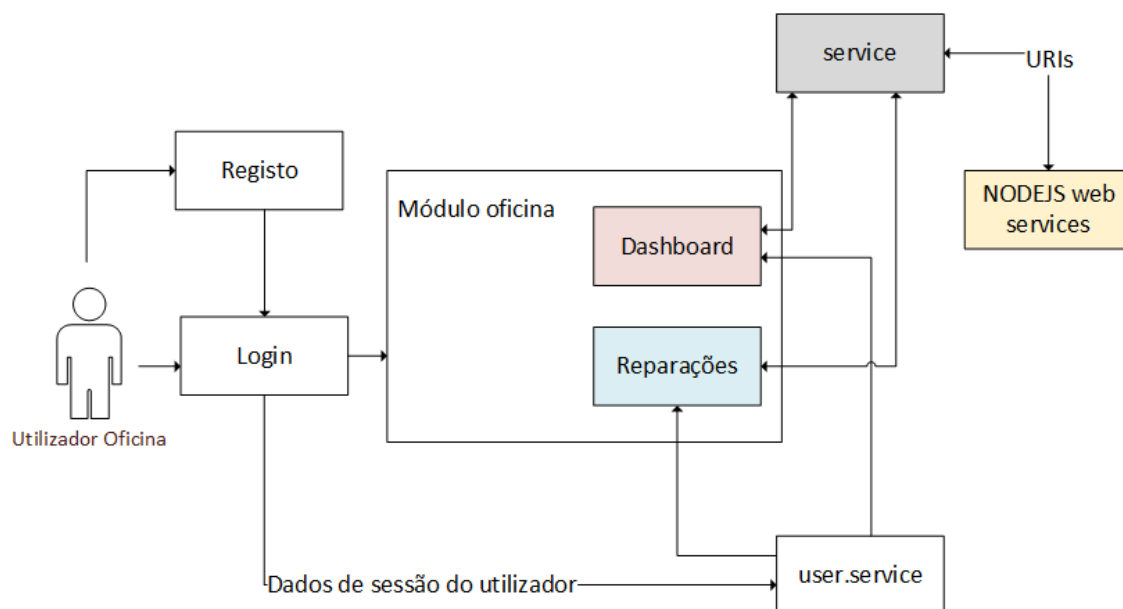 service
URIs
Registo
NODEJS web
services
Módulo oficina
Dashboard
Login
Reparações
Utilizador Oficina
Dados de sessão do utilizador
user.service